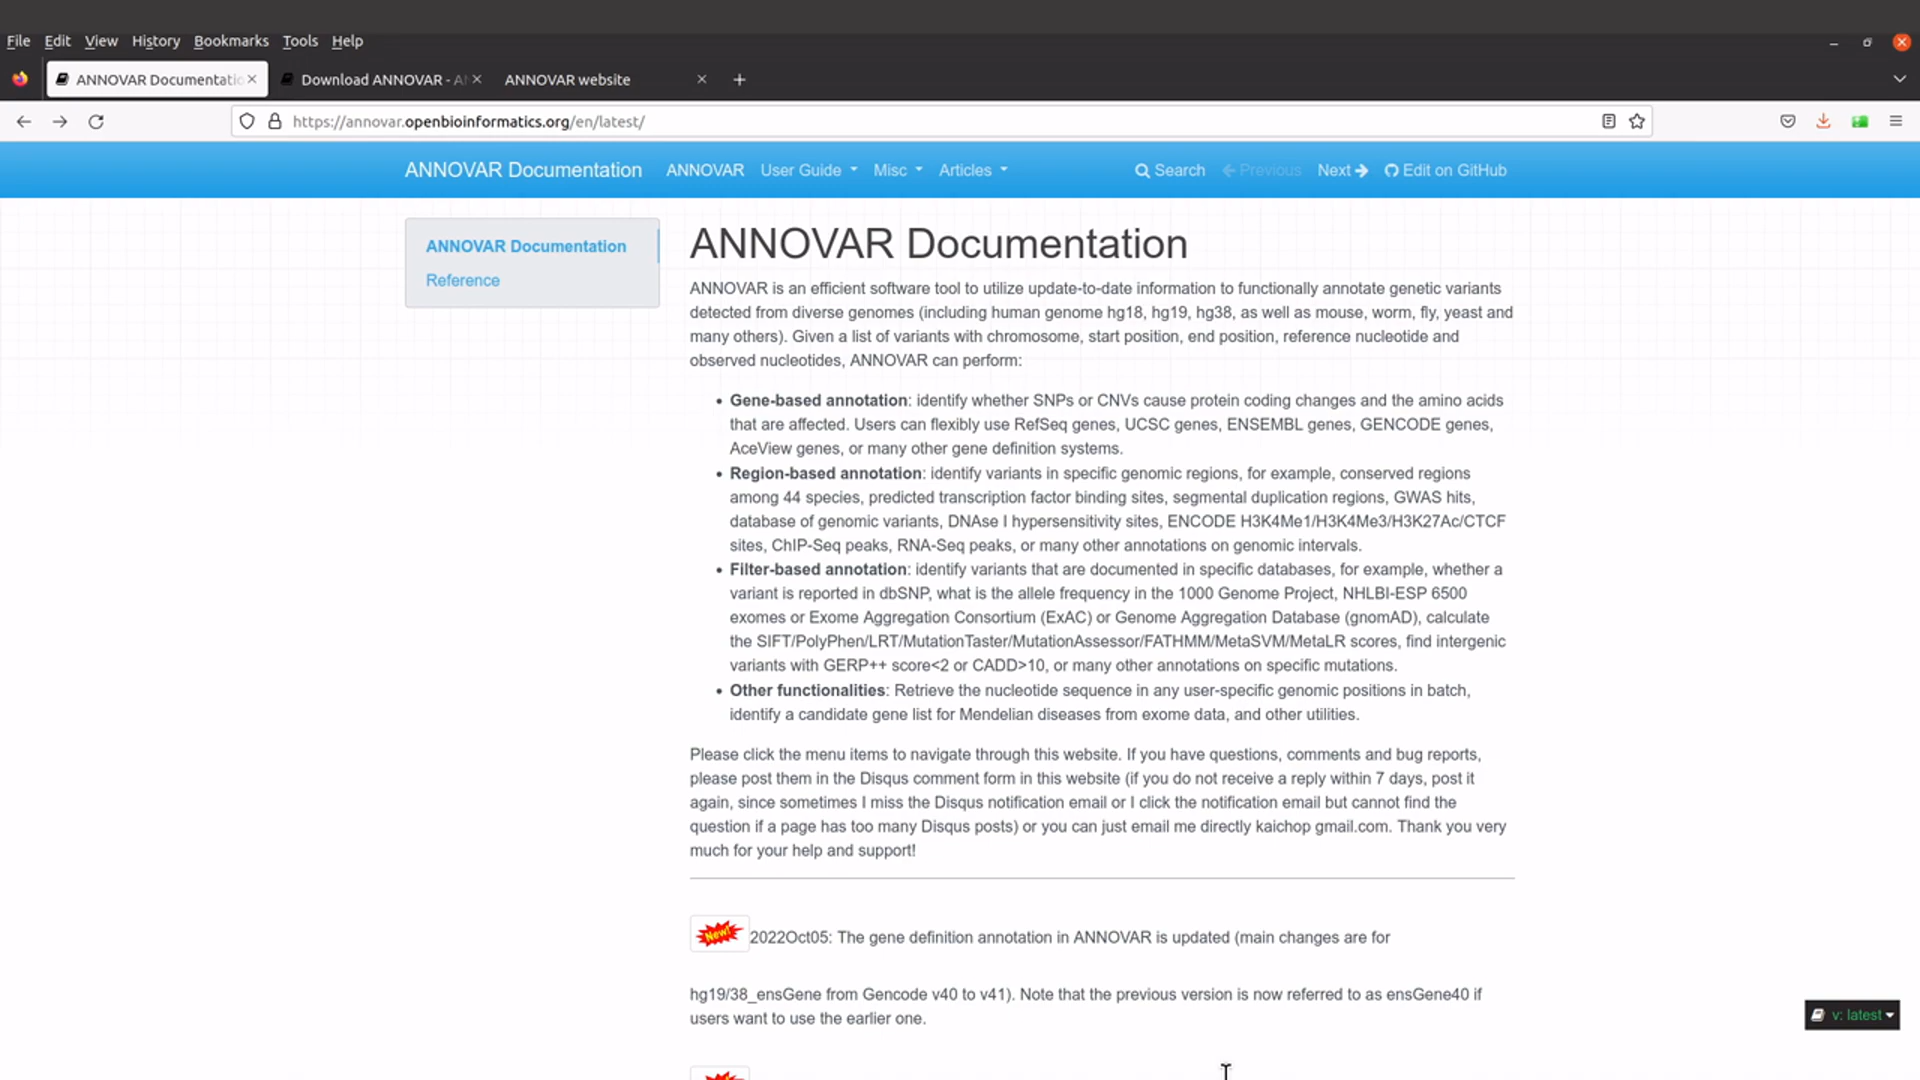 File Edit View History Bookmarks Tools Help
ANNOVAR Documentatio
Download ANNOVAR - A
ANNOVAR website
https://annovar.openbioinformatics.org/en/latest/
ANNOVAR Documentation ANNOVAR User Guide Misc Articles Search Previous Next Edit on GitHub
ANNOVAR Documentation
Reference
ANNOVAR Documentation
ANNOVAR is an efficient software tool to utilize update-to-date information to functionally annotate genetic variants
detected from diverse genomes (including human genome hg18, hg19, hg38, as well as mouse, worm, fly, yeast and
many others). Given a list of variants with chromosome, start position, end position, reference nucleotide and
observed nucleotides, ANNOVAR can perform:
• Gene-based annotation: identify whether SNPs or CNVs cause protein coding changes and the amino acids
that are affected. Users can flexibly use RefSeq genes, UCSC genes, ENSEMBL genes, GENCODE genes,
AceView genes, or many other gene definition systems.
• Region-based annotation: identify variants in specific genomic regions, for example, conserved regions
among 44 species, predicted transcription factor binding sites, segmental duplication regions, GWAS hits,
database of genomic variants, DNAse I hypersensitivity sites, ENCODE H3K4Me1/H3K4Me3/H3K27Ac/CTCF
sites, ChIP-Seq peaks, RNA-Seq peaks, or many other annotations on genomic intervals.
• Filter-based annotation: identify variants that are documented in specific databases, for example, whether a
variant is reported in dbSNP, what is the allele frequency in the 1000 Genome Project, NHLBI-ESP 6500
exomes or Exome Aggregation Consortium (ExAC) or Genome Aggregation Database (gnomAD), calculate
the SIFT/PolyPhen/LRT/MutationTaster/MutationAssessor/FATHMM/MetaSVM/MetaLR scores, find intergenic
variants with GERP++ score<2 or CADD>10, or many other annotations on specific mutations.
• Other functionalities: Retrieve the nucleotide sequence in any user-specific genomic positions in batch,
identify a candidate gene list for Mendelian diseases from exome data, and other utilities.
Please click the menu items to navigate through this website. If you have questions, comments and bug reports,
please post them in the Disqus comment form in this website (if you do not receive a reply within 7 days, post it
again, since sometimes I miss the Disqus notification email or I click the notification email but cannot find the
question if a page has too many Disqus posts) or you can just email me directly kaichop gmail.com. Thank you very
much for your help and support!
New! 2022Oct05: The gene definition annotation in ANNOVAR is updated (main changes are for
hg19/38_ensGene from Gencode v40 to v41). Note that the previous version is now referred to as ensGene40 if
users want to use the earlier one.
v: latest